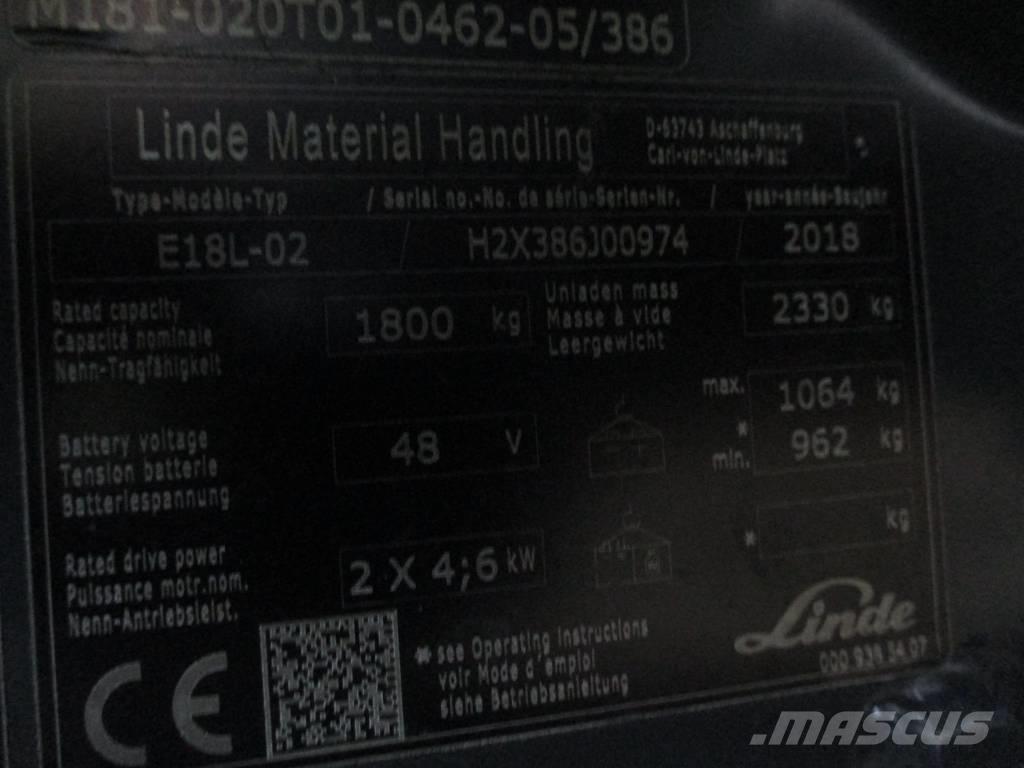 M181-020T01-0462-05/386
Linde Material Handling
D-63743 Aschaffenburg
Carl-von-Linde-Platz
Type-Modèle-Typ / Serial no.-No. de série-Serien-Nr. / year-année-Baujahr
E18L-02 / H2X386J00974 / 2018
Rated capacity
Capacité nominale
Nenn-Tragfähigkeit
1800 kg
Unladen mass
Masse à vide
Leergewicht
2330 kg
Battery voltage
Tension batterie
Batteriespannung
48 V
max. 1064 kg
*
min. 962 kg
Rated drive power
Puissance motr.nom.
Nenn-Antriebsleist.
2 X 4;6 kW
* kg
*see Operating Instructions
voir Mode d'emploi
siehe Betriebsanleitung
Linde
CE
MASCUS